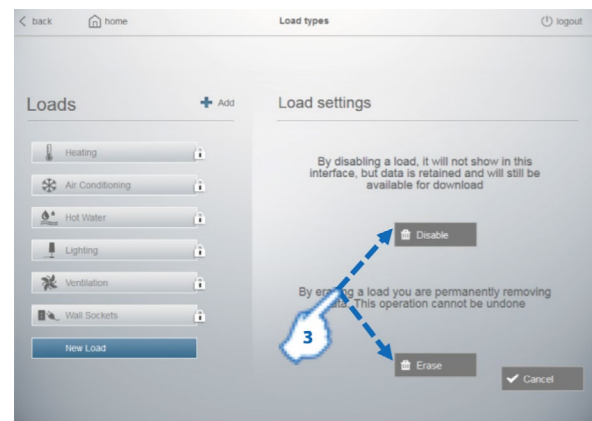 back
home
Load types
logout
Loads
Add
Load settings
Heating
Air Conditioning
Hot Water
Lighting
Ventilation
Wall Sockets
New Load
By disabling a load, it will not show in this
interface, but data is retained and will still be
available for download
Disable
By erasing a load you are permanently removing
data. This operation cannot be undone
3
Erase
Cancel